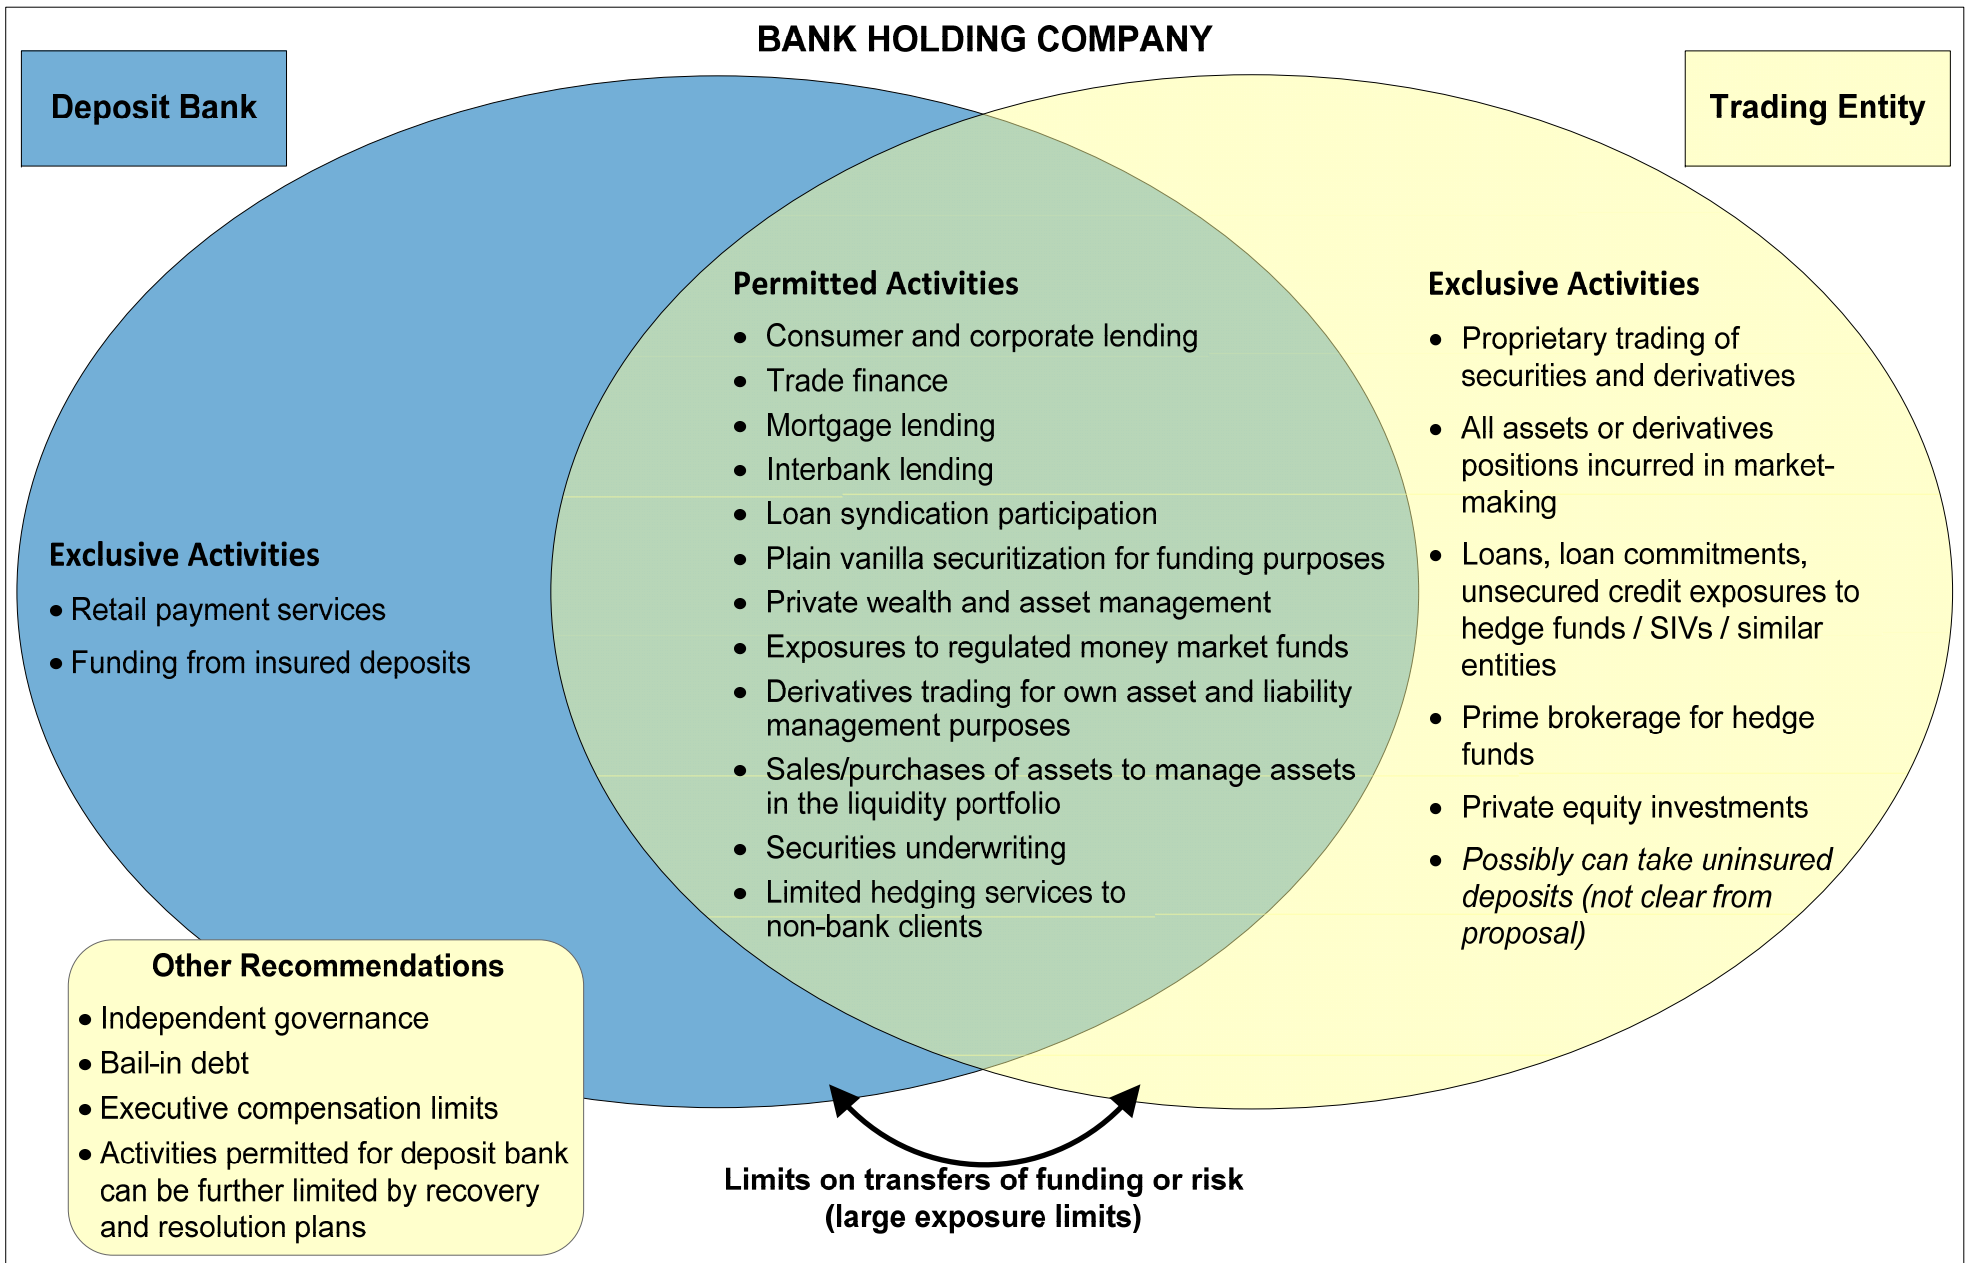 BANK HOLDING COMPANY
Deposit Bank
Trading Entity
Exclusive Activities
• Retail payment services
• Funding from insured deposits
Permitted Activities
• Consumer and corporate lending
• Trade finance
• Mortgage lending
• Interbank lending
• Loan syndication participation
• Plain vanilla securitization for funding purposes
• Private wealth and asset management
• Exposures to regulated money market funds
• Derivatives trading for own asset and liability
management purposes
• Sales/purchases of assets to manage assets
in the liquidity portfolio
• Securities underwriting
• Limited hedging services to
non-bank clients
Exclusive Activities
• Proprietary trading of
securities and derivatives
• All assets or derivatives
positions incurred in market-
making
• Loans, loan commitments,
unsecured credit exposures to
hedge funds / SIVs / similar
entities
• Prime brokerage for hedge
funds
• Private equity investments
• Possibly can take uninsured
deposits (not clear from
proposal)
Other Recommendations
• Independent governance
• Bail-in debt
• Executive compensation limits
• Activities permitted for deposit bank
can be further limited by recovery
and resolution plans
Limits on transfers of funding or risk
(large exposure limits)